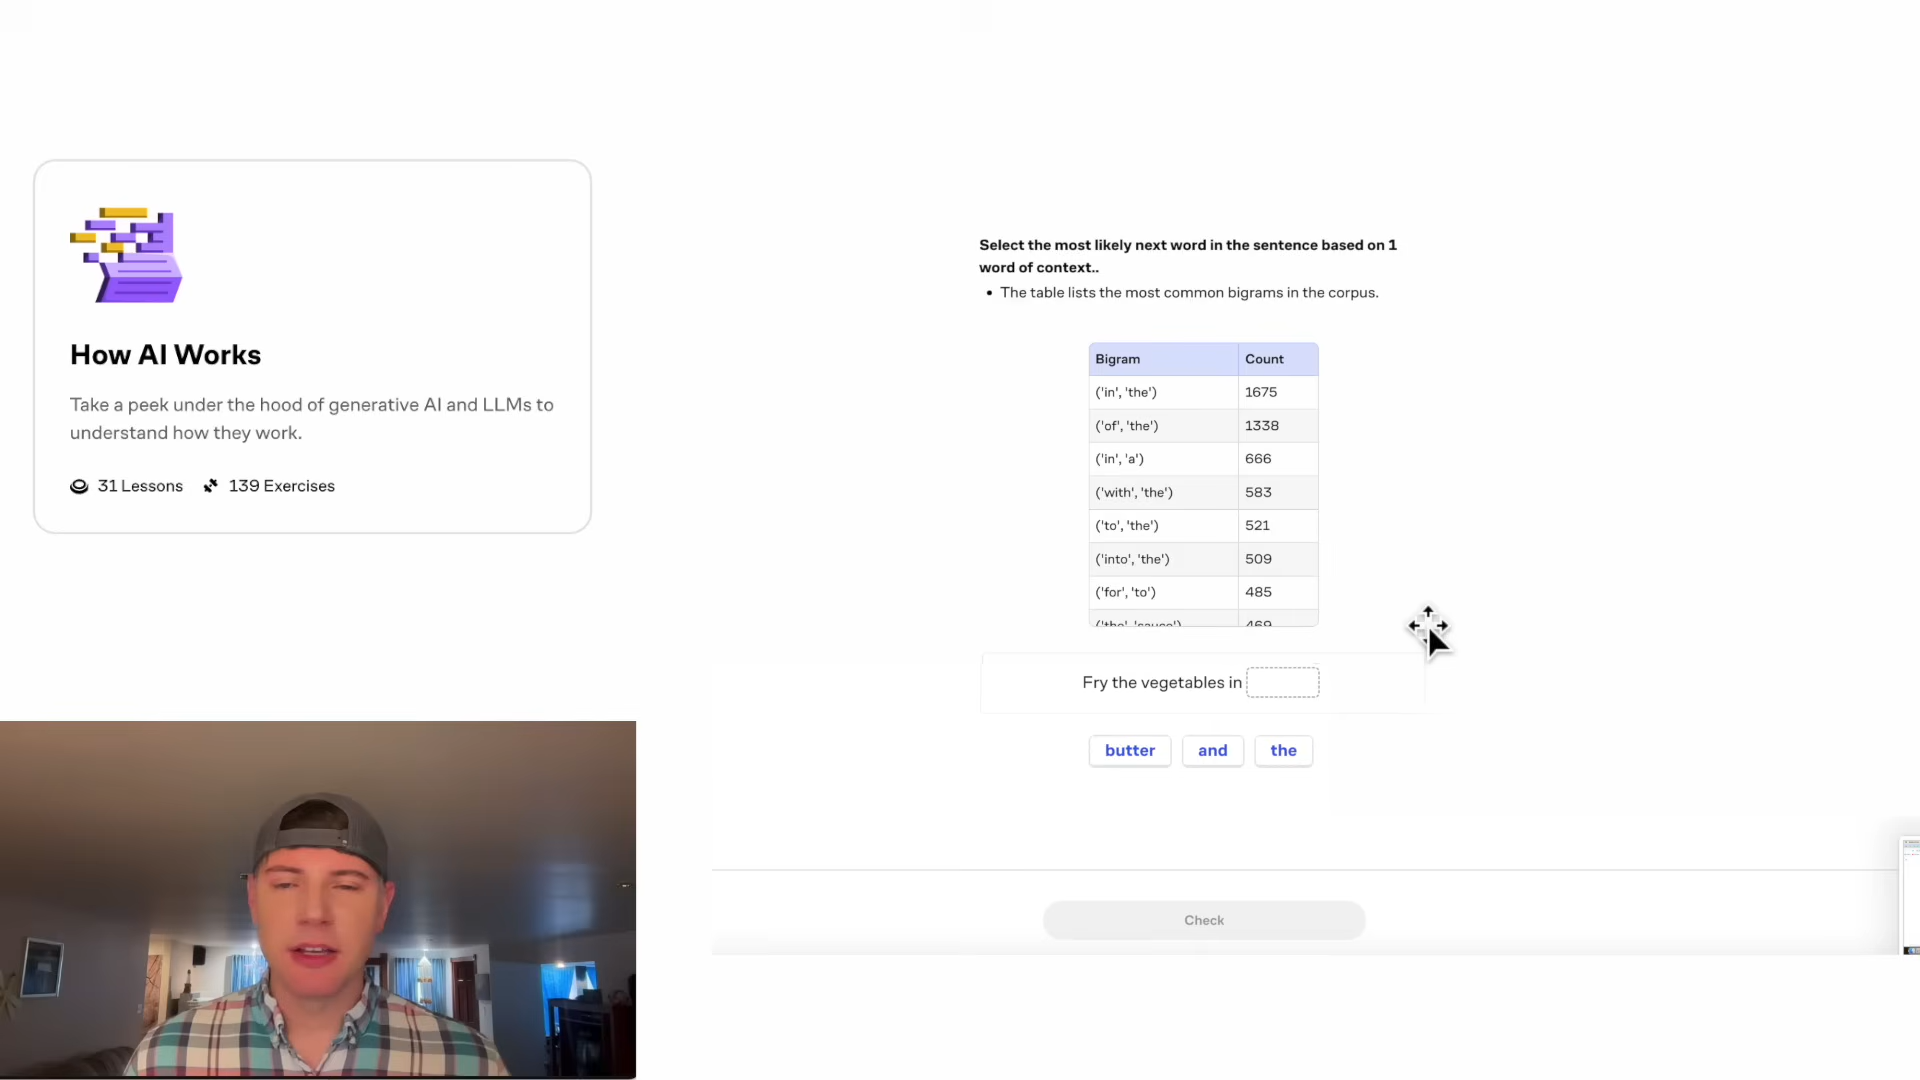 How AI Works
Take a peek under the hood of generative AI and LLMs to
understand how they work.
31 Lessons 139 Exercises
Select the most likely next word in the sentence based on 1
word of context..
• The table lists the most common bigrams in the corpus.
Bigram Count
('in', 'the') 1675
('of', 'the') 1338
('in', 'a') 666
('with', 'the') 583
('to', 'the') 521
('into', 'the') 509
('for', 'to') 485
('the', 'sauce') 469
Fry the vegetables in
butter and the
Check